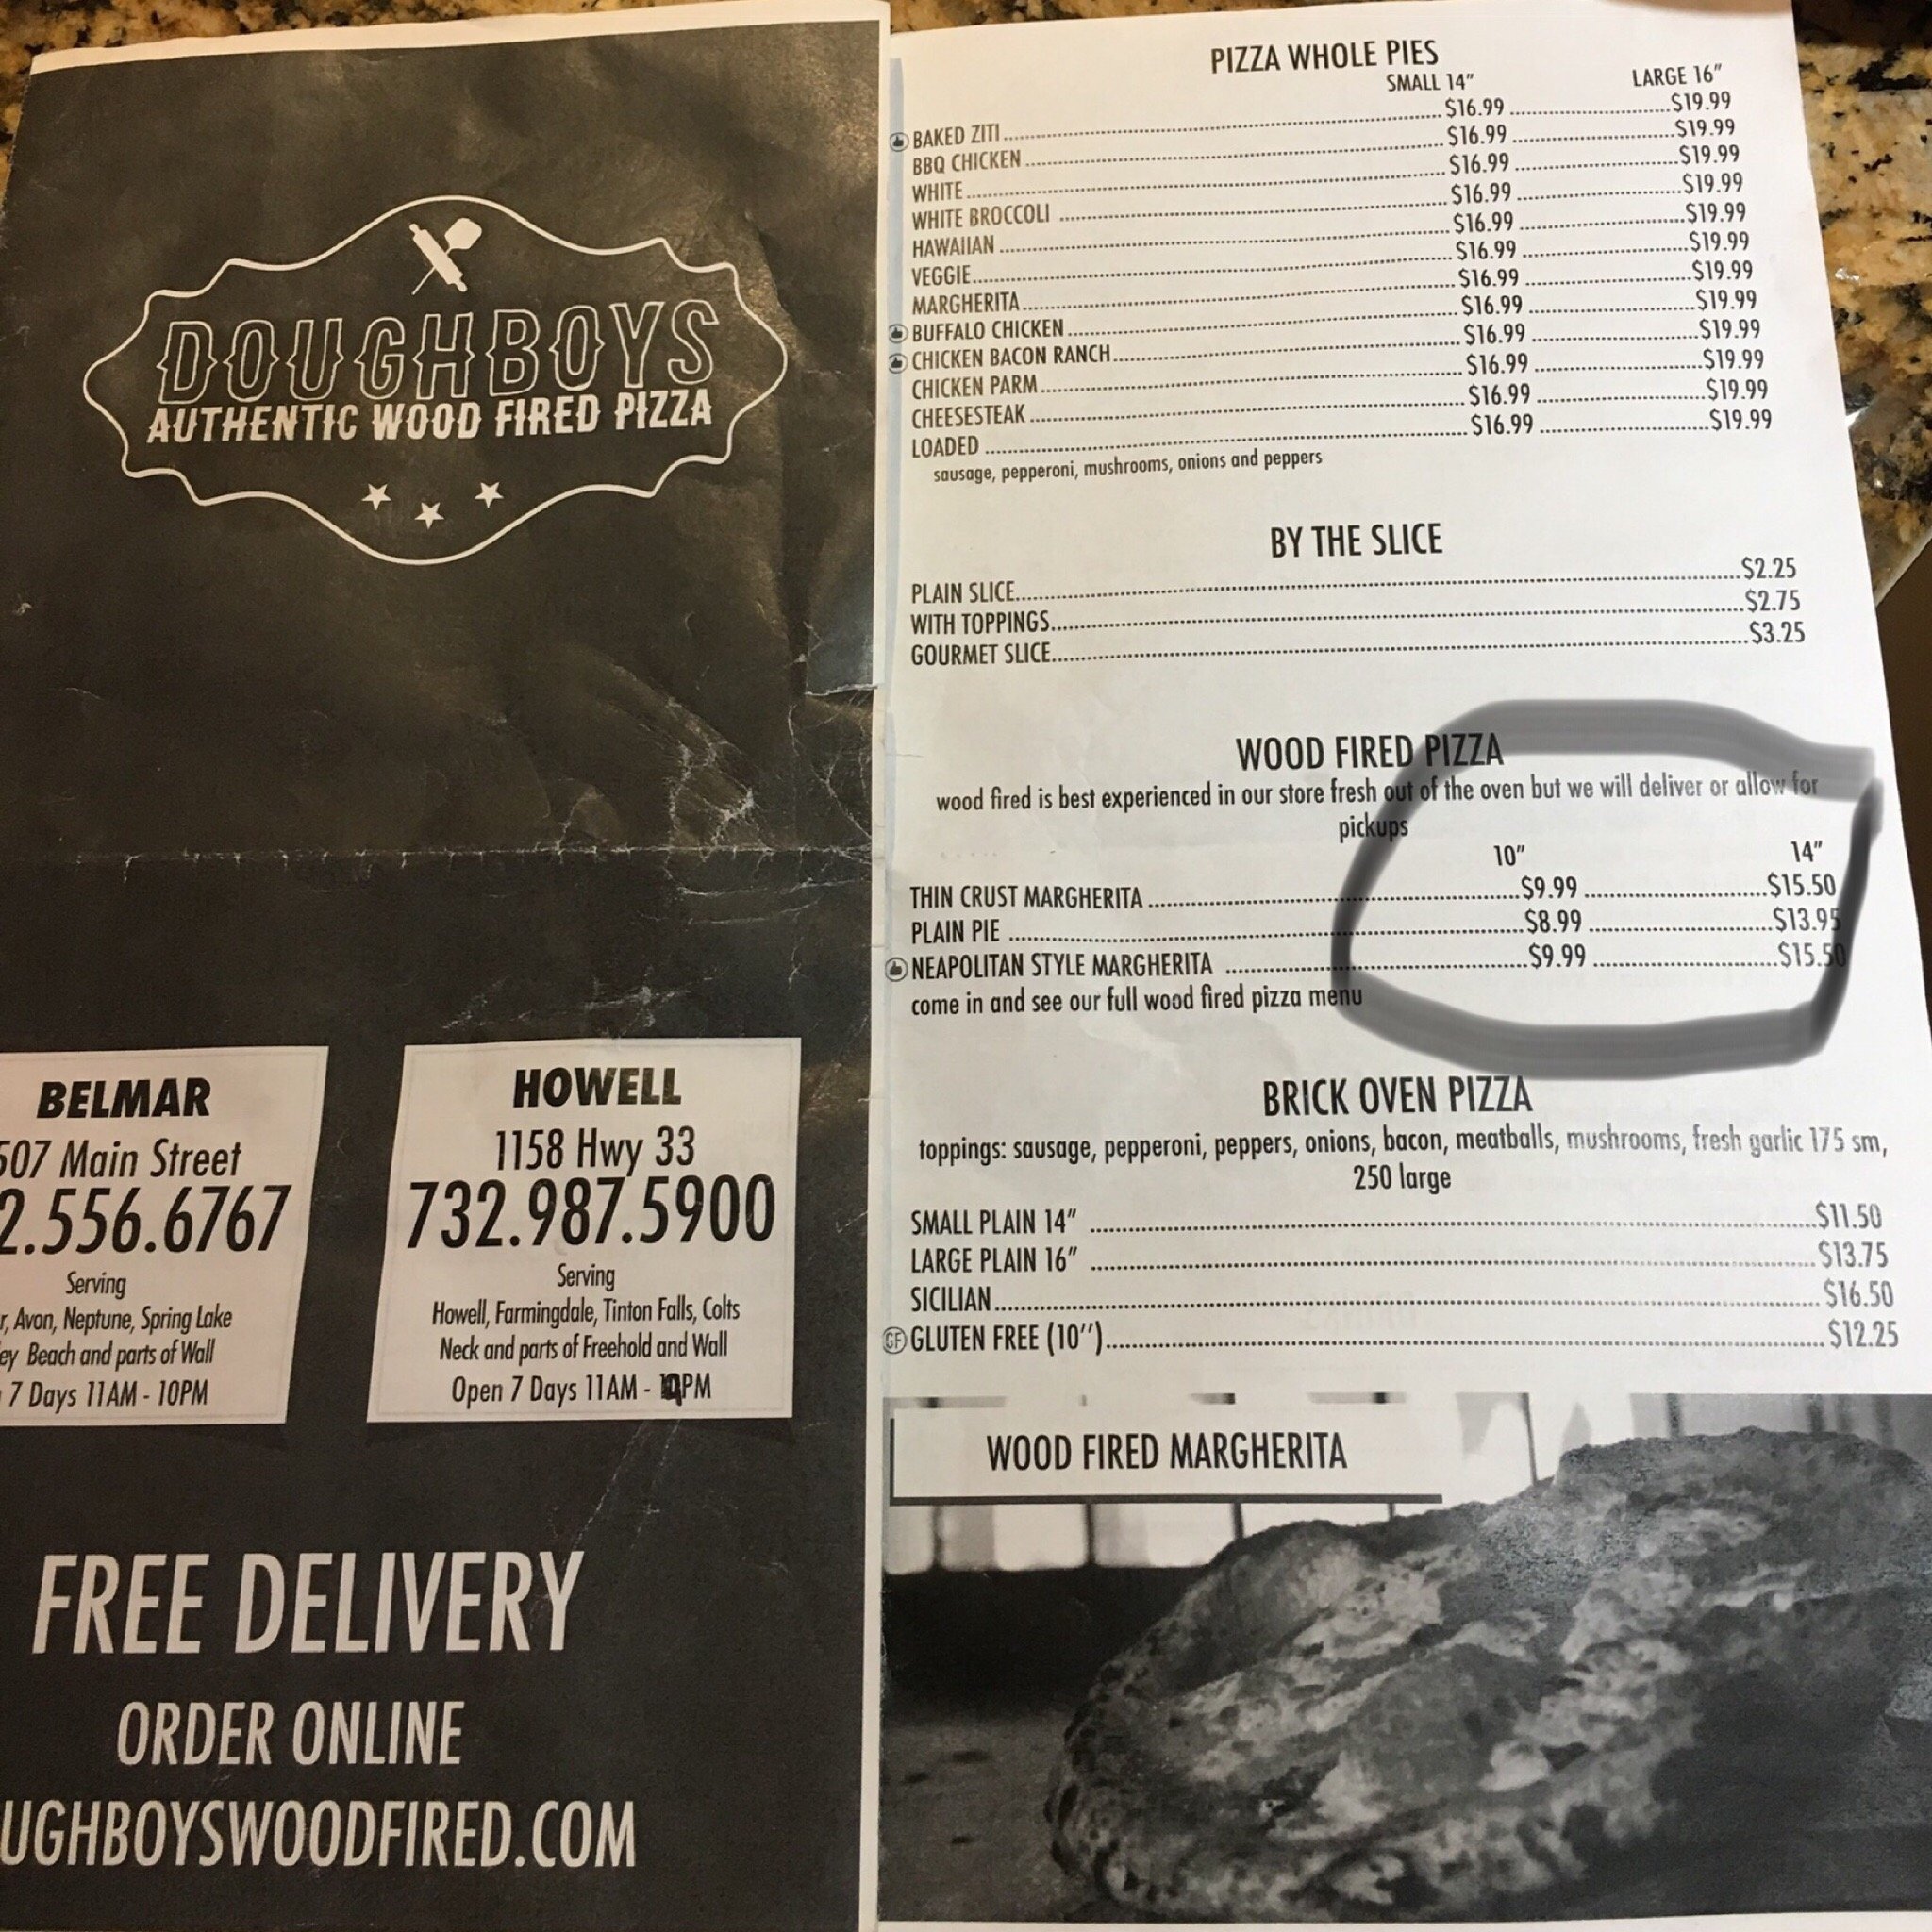 DOUGHBOYS
AUTHENTIC WOOD FIRED PIZZA
BELMAR
507 Main Street
2.556.6767
Serving
r, Avon, Neptune, Spring Lake
ey Beach and parts of Wall
7 Days 11AM - 10PM
HOWELL
1158 Hwy 33
732.987.5900
Serving
Howell, Farmingdale, Tinton Falls, Colts
Neck and parts of Freehold and Wall
Open 7 Days 11AM - PM
FREE DELIVERY
ORDER ONLINE
UGHBOYSWOODFIRED.COM
PIZZA WHOLE PIES
SMALL 14" LARGE 16"
BAKED ZITI $16.99 $19.99
BBQ CHICKEN $16.99 $19.99
WHITE $16.99 $19.99
WHITE BROCCOLI $16.99 $19.99
HAWAIIAN $16.99 $19.99
VEGGIE $16.99 $19.99
MARGHERITA $16.99 $19.99
BUFFALO CHICKEN $16.99 $19.99
CHICKEN BACON RANCH $16.99 $19.99
CHICKEN PARM $16.99 $19.99
CHEESESTEAK $16.99 $19.99
LOADED $16.99 $19.99
sausage, pepperoni, mushrooms, onions and peppers
BY THE SLICE
PLAIN SLICE $2.25
WITH TOPPINGS $2.75
GOURMET SLICE $3.25
WOOD FIRED PIZZA
wood fired is best experienced in our store fresh out of the oven but we will deliver or allow for
pickups
10" 14"
THIN CRUST MARGHERITA $9.99 $15.50
PLAIN PIE $8.99 $13.95
NEAPOLITAN STYLE MARGHERITA $9.99 $15.50
come in and see our full wood fired pizza menu
BRICK OVEN PIZZA
toppings: sausage, pepperoni, peppers, onions, bacon, meatballs, mushrooms, fresh garlic 175 sm,
250 large
SMALL PLAIN 14" $11.50
LARGE PLAIN 16" $13.75
SICILIAN $16.50
GF GLUTEN FREE (10'') $12.25
WOOD FIRED MARGHERITA